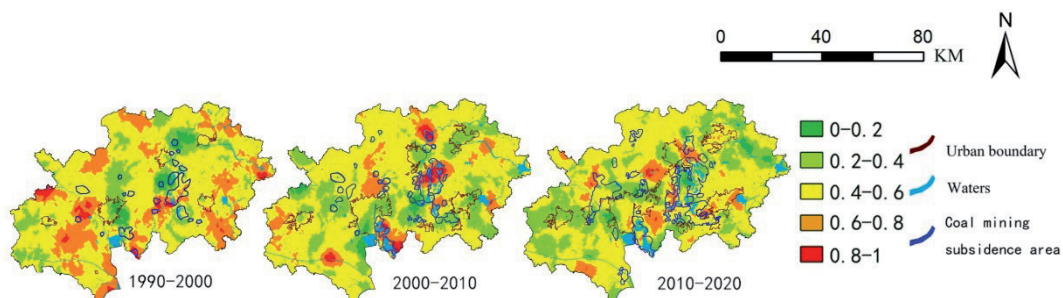 0 40 80
KM
N
0-0.2
0.2-0.4
0.4-0.6
0.6-0.8
0.8-1
Urban boundary
Waters
Coal mining
subsidence area
1990-2000
2000-2010
2010-2020